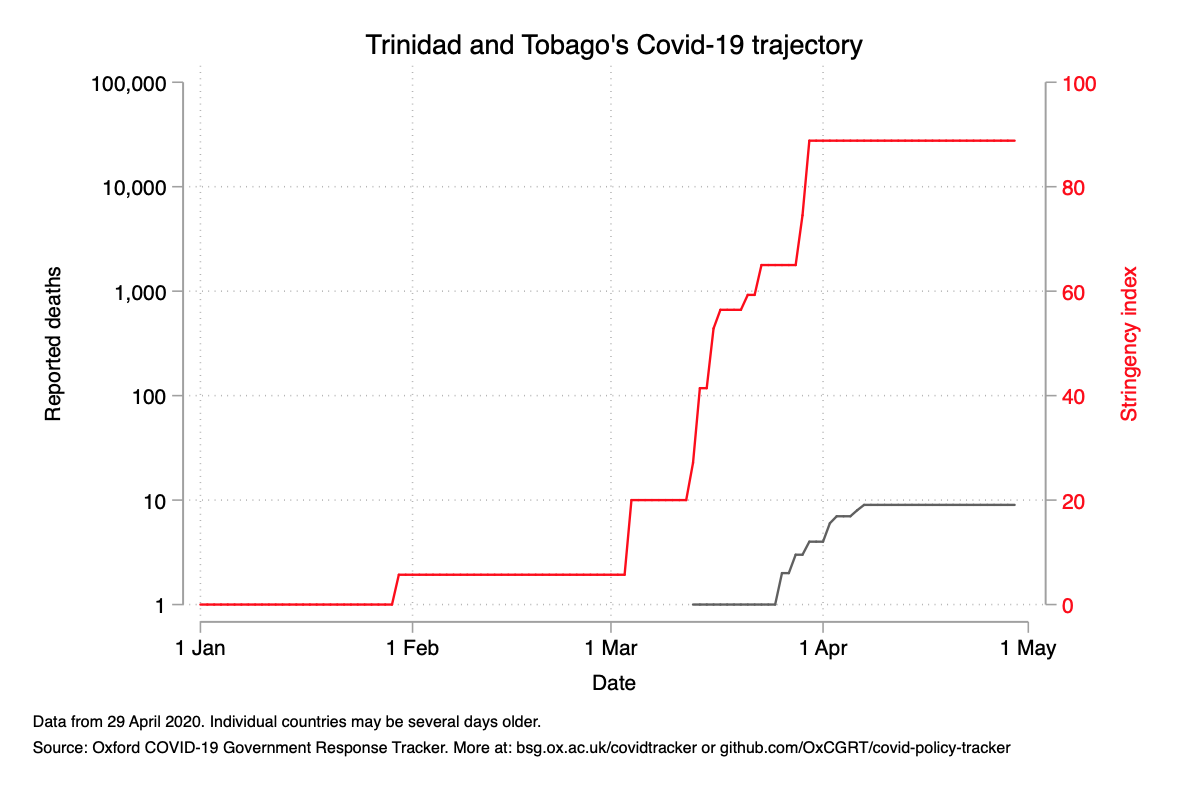 Trinidad and Tobago's Covid-19 trajectory
100,000
10,000
1,000
100
10
1
Reported deaths
100
80
60
40
20
0
Stringency index
1 Jan
1 Feb
1 Mar
1 Apr
1 May
Date
Data from 29 April 2020. Individual countries may be several days older.
Source: Oxford COVID-19 Government Response Tracker. More at: bsg.ox.ac.uk/covidtracker or github.com/OxCGRT/covid-policy-tracker